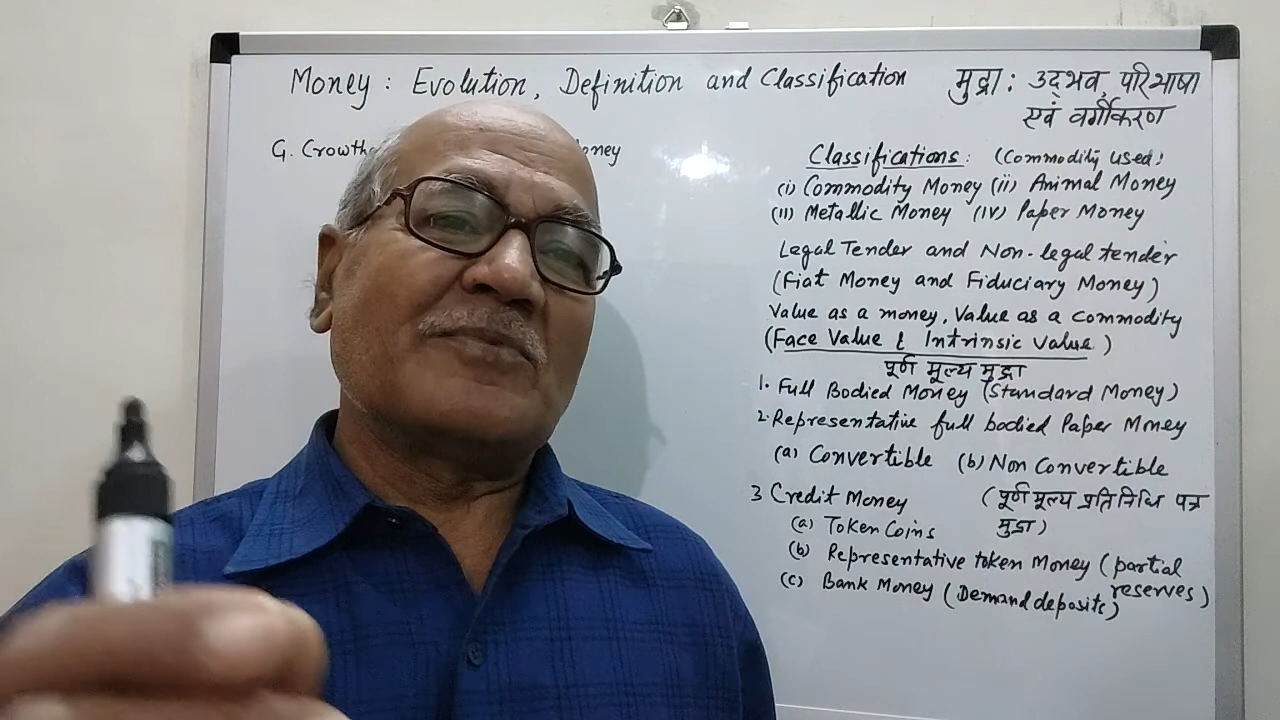 Money : Evolution, Definition and Classification
मुद्रा : उद्भव, परिभाषा
एवं वर्गीकरण
G. Crowth
oney
Classifications: (Commodity used)
(i) Commodity Money (ii) Animal Money
(III) Metallic Money (IV) Paper Money
Legal Tender and Non-legal tender
(Fiat Money and Fiduciary Money)
Value as a money, Value as a commodity
(Face Value & Intrinsic value)
पूर्ण मूल्य मुद्रा
1. Full Bodied Money (Standard Money)
2. Representative full bodied Paper Money
(a) Convertible (b) Non Convertible
3 Credit Money (पूर्ण मूल्य प्रतिनिधि पत्र
(a) Token Coins मुद्रा)
(b) Representative token Money (partial
reserves)
(c) Bank Money (Demand deposits)